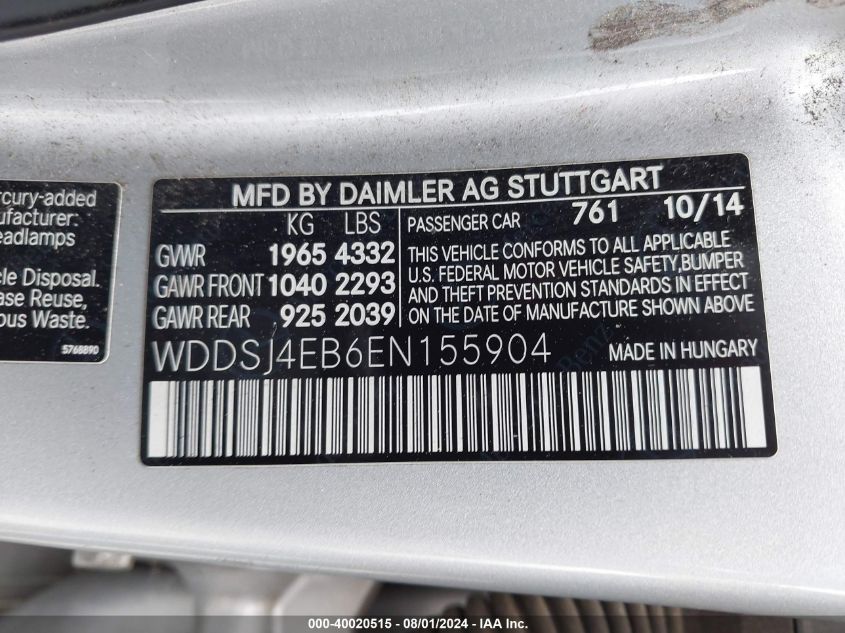 rcury-added
nufacturer:
eadlamps
cle Disposal.
ase Reuse,
ous Waste.
5768890
MFD BY DAIMLER AG STUTTGART
KG LBS PASSENGER CAR 761 10/14
GVWR 1965 4332
GAWR FRONT 1040 2293
GAWR REAR 925 2039
THIS VEHICLE CONFORMS TO ALL APPLICABLE
U.S. FEDERAL MOTOR VEHICLE SAFETY,BUMPER
AND THEFT PREVENTION STANDARDS IN EFFECT
ON THE DATE OF MANUFACTURE SHOWN ABOVE
WDDSJ4EB6EN155904 MADE IN HUNGARY
000-40020515 - 08/01/2024 - IAA Inc.